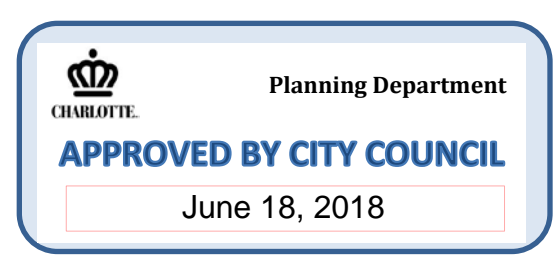 Planning Department
CHARLOTTE.
APPROVED BY CITY COUNCIL
June 18, 2018